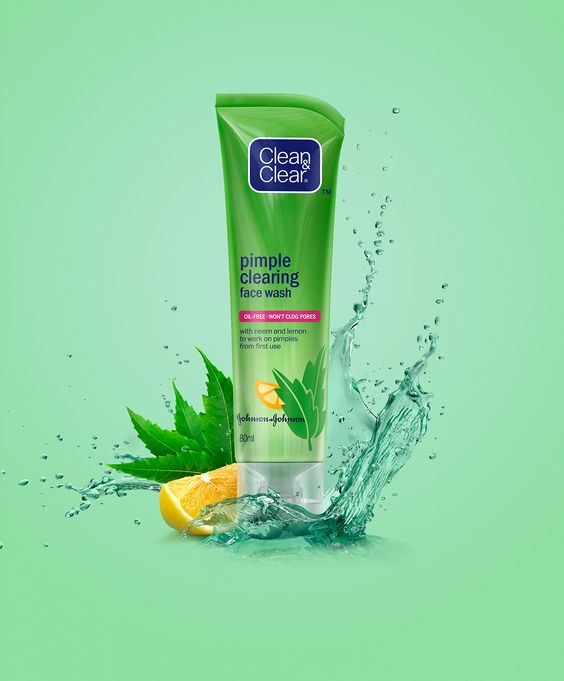 Clean
&
Clear®
TM
pimple
clearing
face wash
OIL-FREE - WON'T CLOG PORES
with neem and lemon
to work on pimples
from first use
Johnson & Johnson
80ml